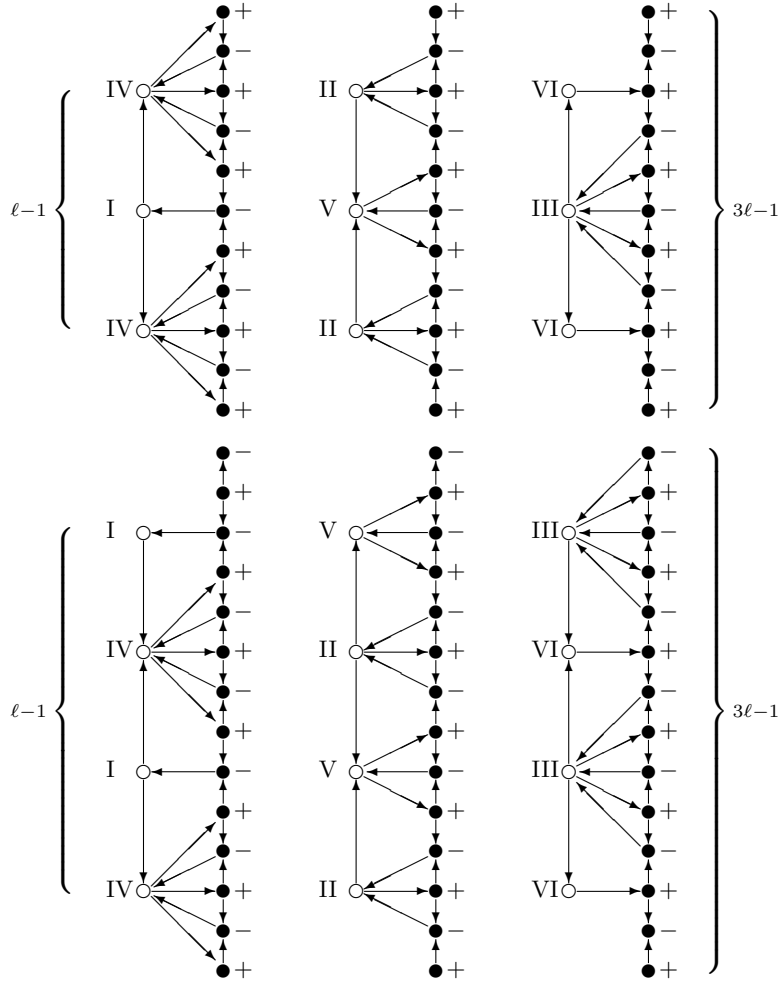 + + +
− − −
IV + II + VI +
− − −
+ + +
ℓ−1 I − V − III − 3ℓ−1
+ + +
− − −
IV + II + VI +
− − −
+ + +
− − −
+ + +
I − V − III −
+ + +
− − −
IV + II + VI +
− − −
ℓ−1 3ℓ−1
+ + +
I − V − III −
+ + +
− − −
IV + II + VI +
− − −
+ + +